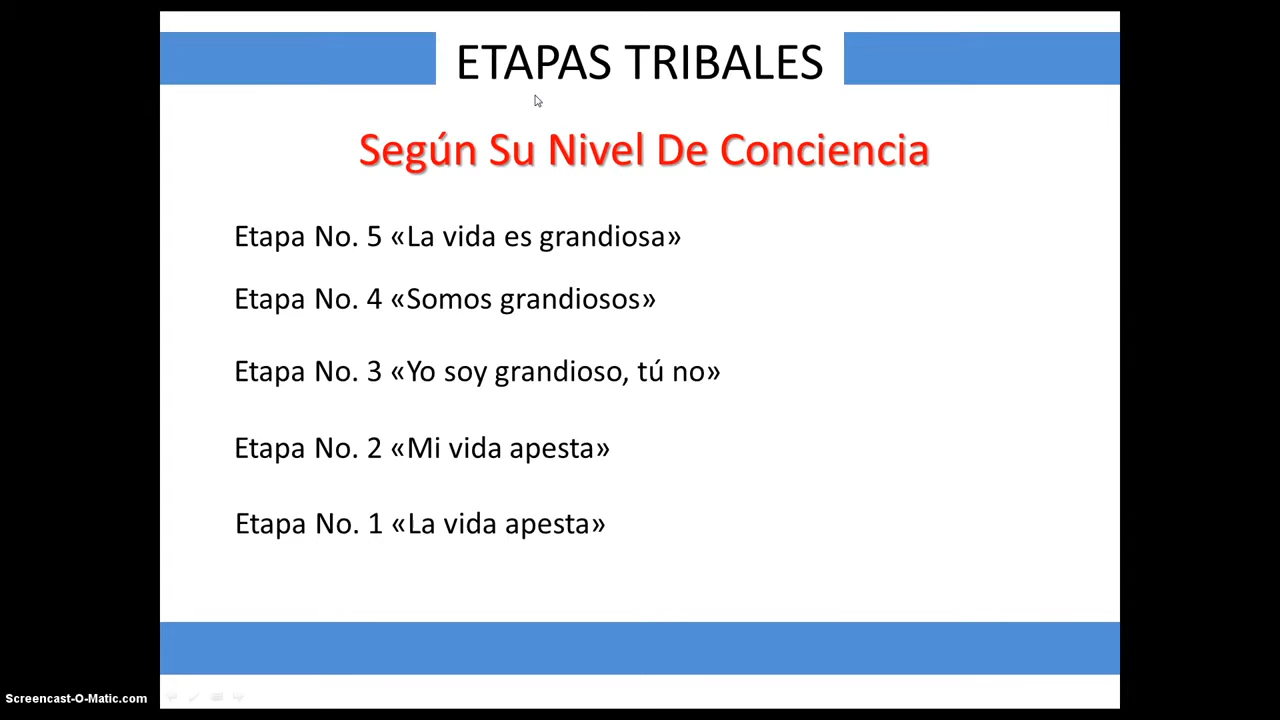 ETAPAS TRIBALES
Según Su Nivel De Conciencia
Etapa No. 5 «La vida es grandiosa»
Etapa No. 4 «Somos grandiosos»
Etapa No. 3 «Yo soy grandioso, tú no»
Etapa No. 2 «Mi vida apesta»
Etapa No. 1 «La vida apesta»
Screencast-O-Matic.com